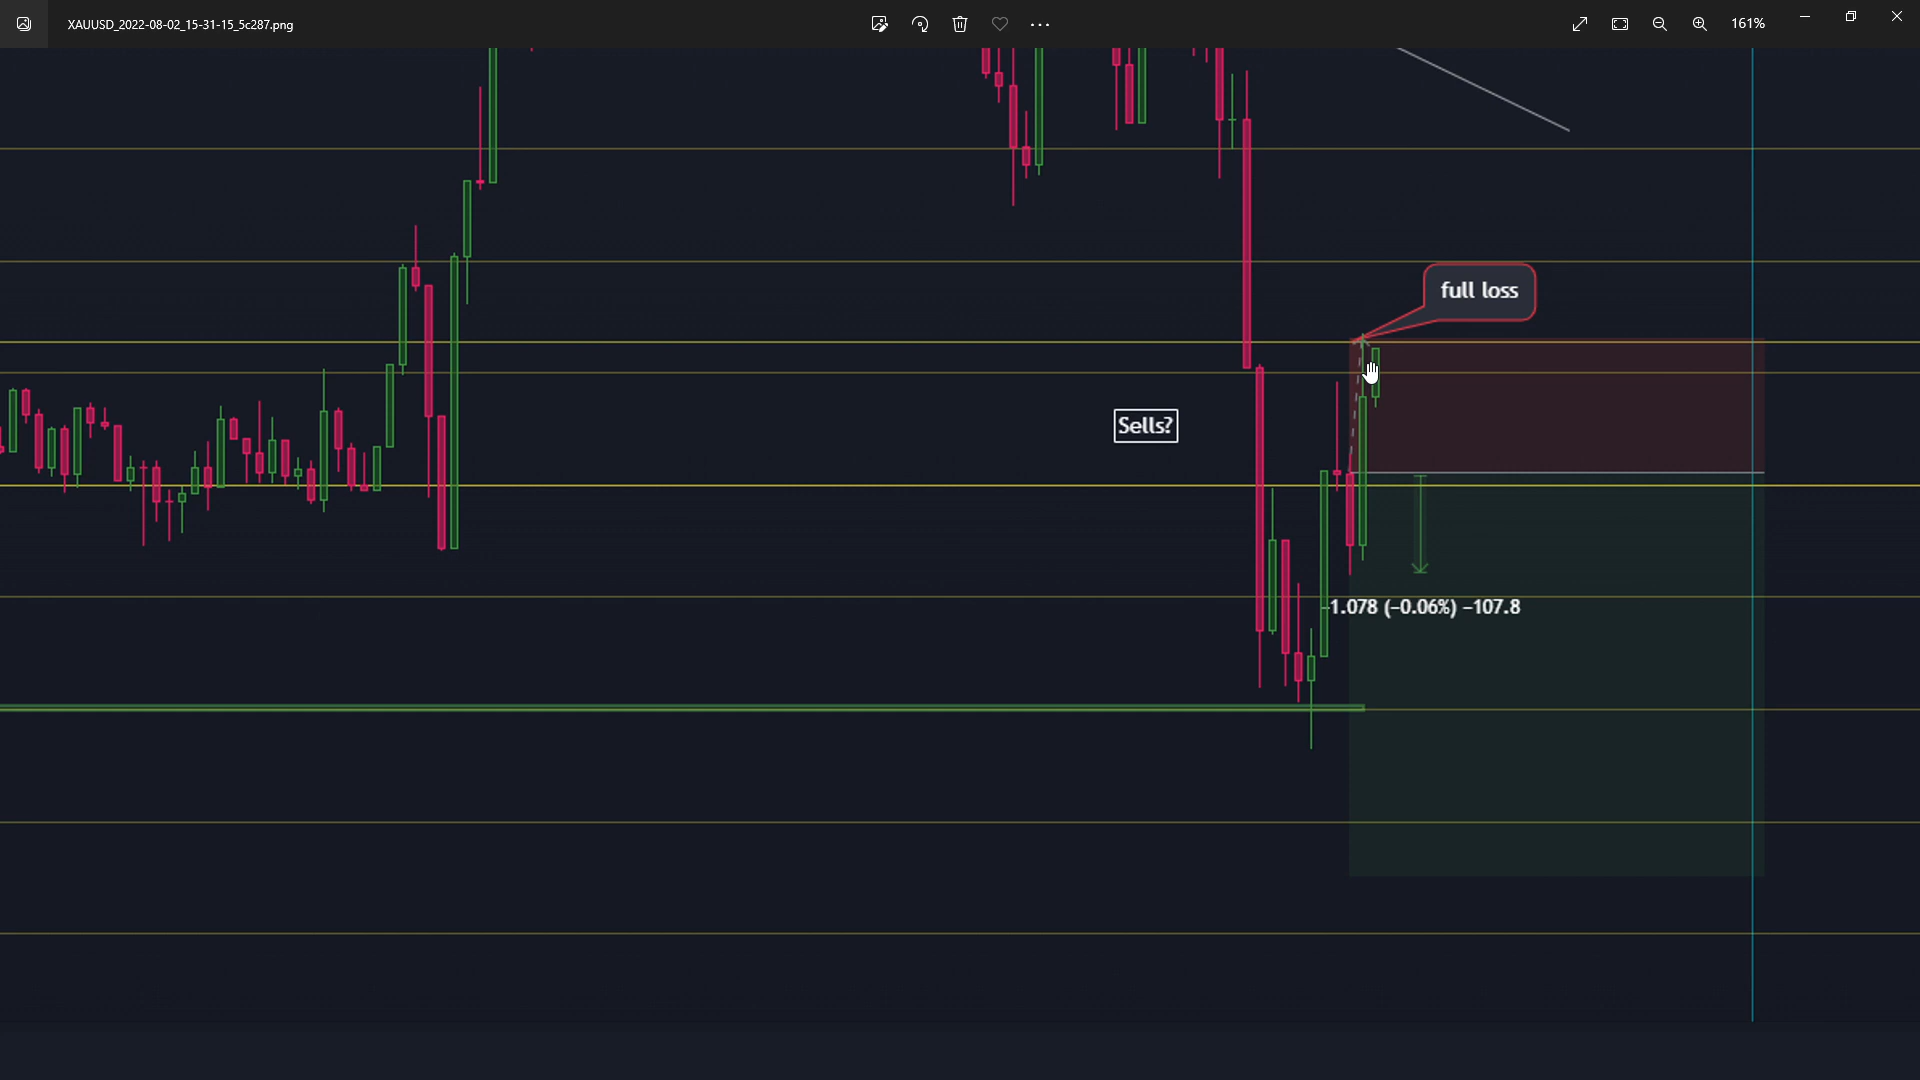 XAUUSD_2022-08-02_15-31-15_5c287.png
161%
full loss
Sells?
−1.078 (−0.06%) −107.8